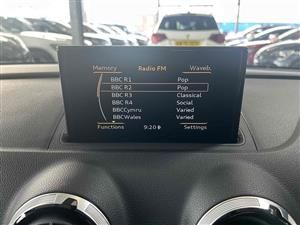 Memory Radio FM Waveb.
BBC R1 Pop
BBC R2 Pop
BBC R3 Classical
BBC R4 Social
BBCCymru Varied
BBCWales Varied
Functions 9:20 Settings